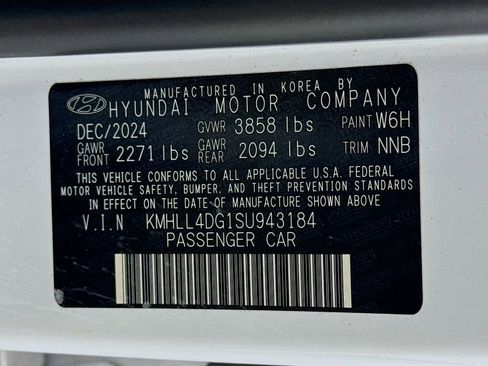 MANUFACTURED IN KOREA BY
HYUNDAI MOTOR COMPANY
DEC/2024 GVWR 3858 lbs PAINT W6H
GAWR FRONT 2271 lbs GAWR REAR 2094 lbs TRIM NNB
THIS VEHICLE CONFORMS TO ALL APPLICABLE U.S.A. FEDERAL
MOTOR VEHICLE SAFETY, BUMPER, AND THEFT PREVENTION STANDARDS
IN EFFECT ON THE DATE OF MANUFACTURE SHOWN ABOVE.
V.I.N KMHLL4DG1SU943184
PASSENGER CAR